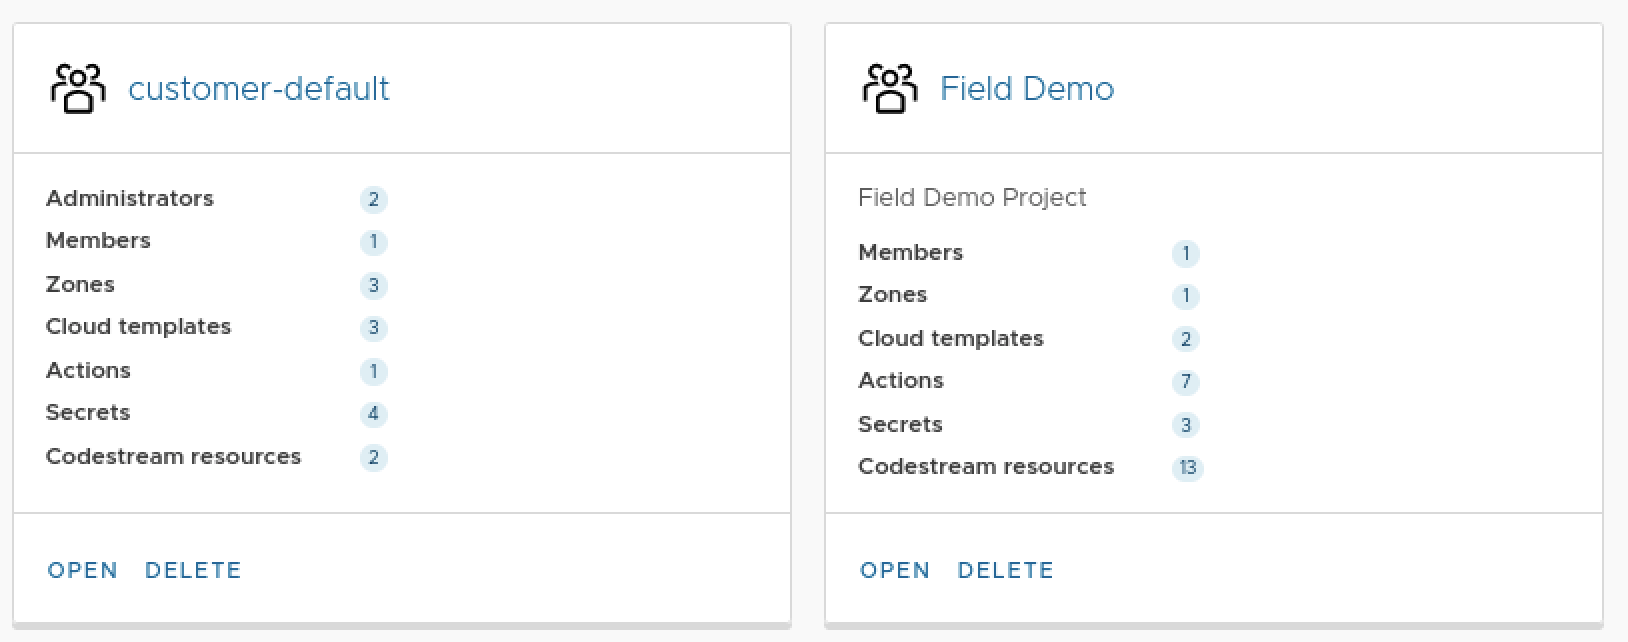 customer-default
Administrators 2
Members 1
Zones 3
Cloud templates 3
Actions 1
Secrets 4
Codestream resources 2
OPEN DELETE
Field Demo
Field Demo Project
Members 1
Zones 1
Cloud templates 2
Actions 7
Secrets 3
Codestream resources 13
OPEN DELETE